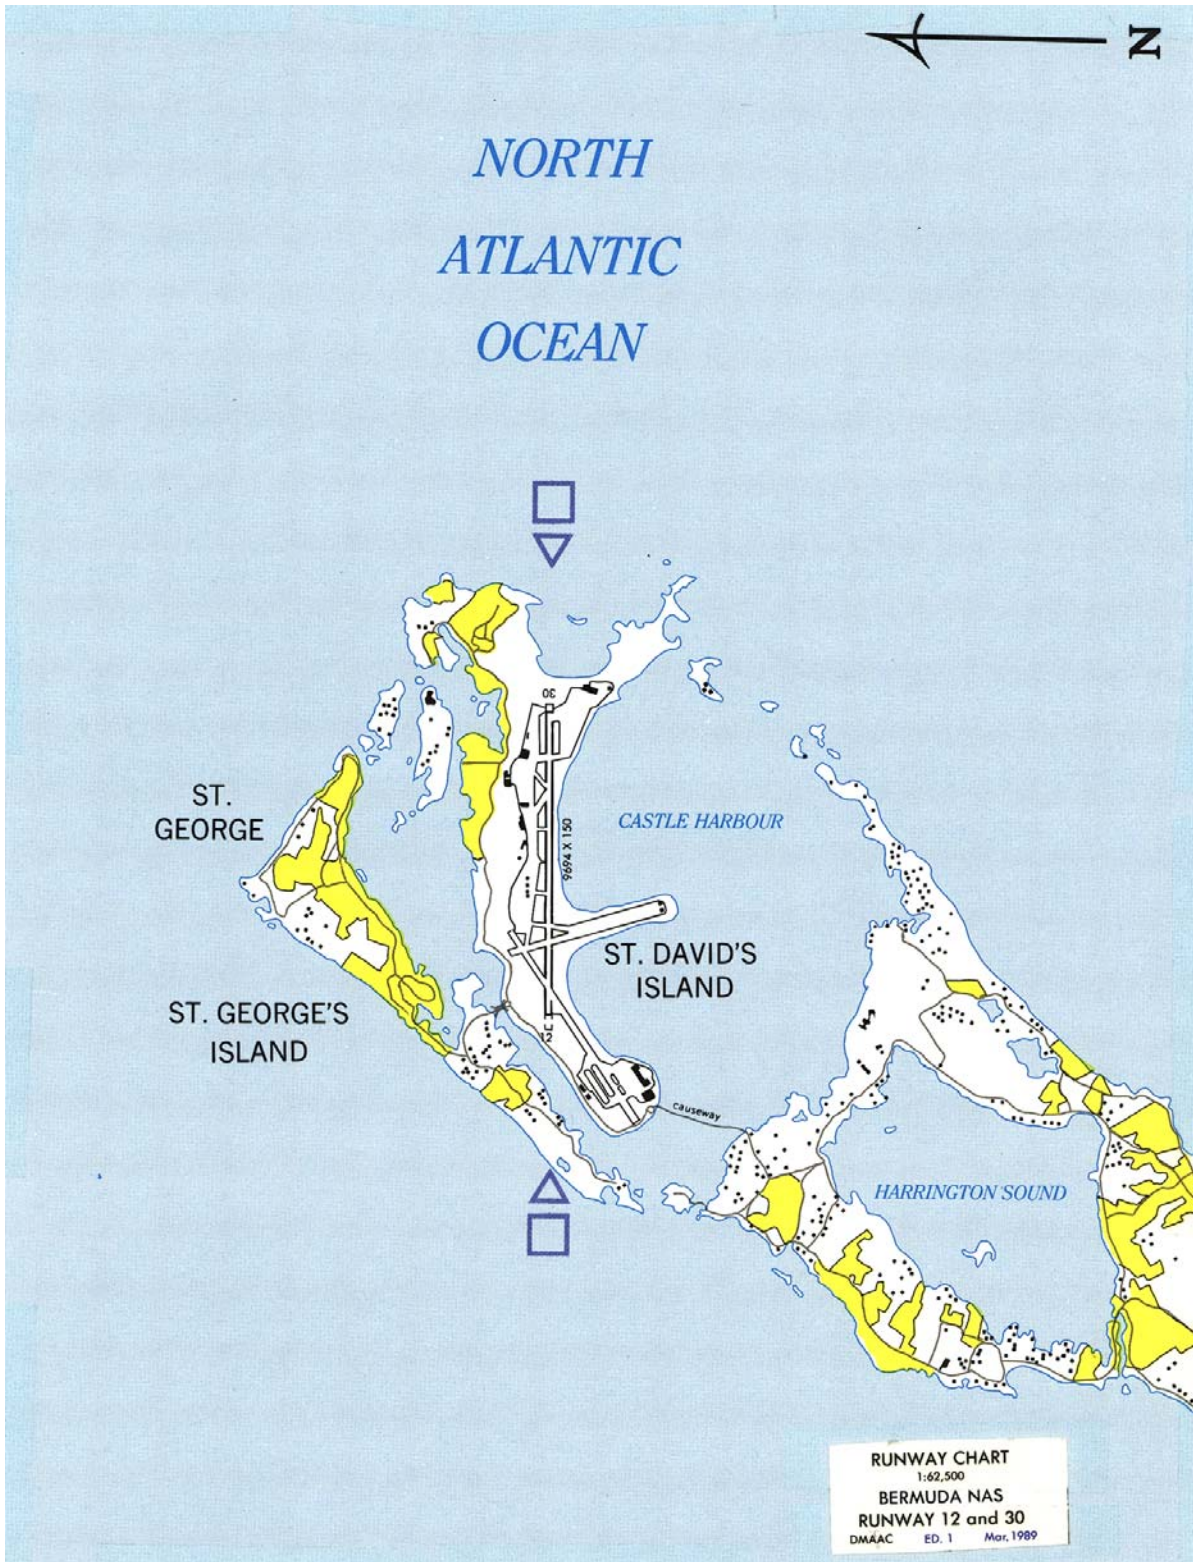 N
NORTH
ATLANTIC
OCEAN
30
ST.
GEORGE
CASTLE HARBOUR
9694 X 150
ST. DAVID'S
ISLAND
ST. GEORGE'S
ISLAND
12
causeway
HARRINGTON SOUND
RUNWAY CHART
1:62,500
BERMUDA NAS
RUNWAY 12 and 30
DMAAC ED. 1 Mar, 1989